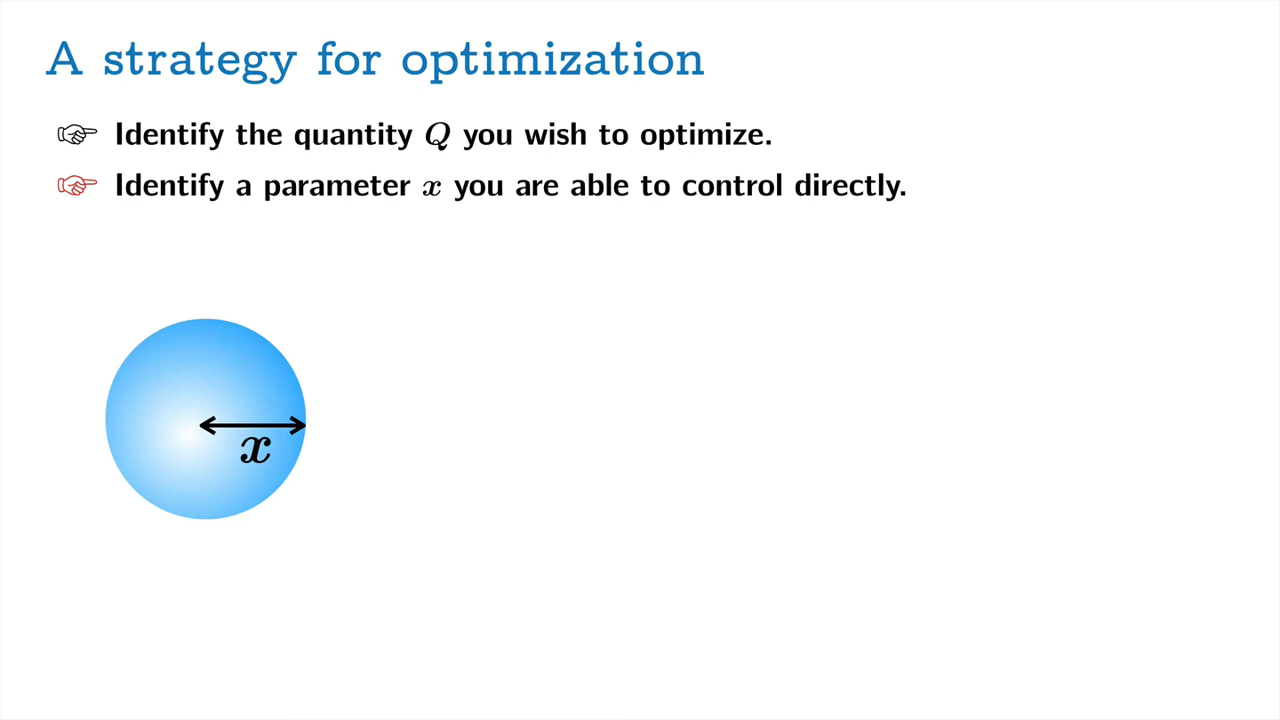 A strategy for optimization
☞ Identify the quantity Q you wish to optimize.
☞ Identify a parameter x you are able to control directly.
x